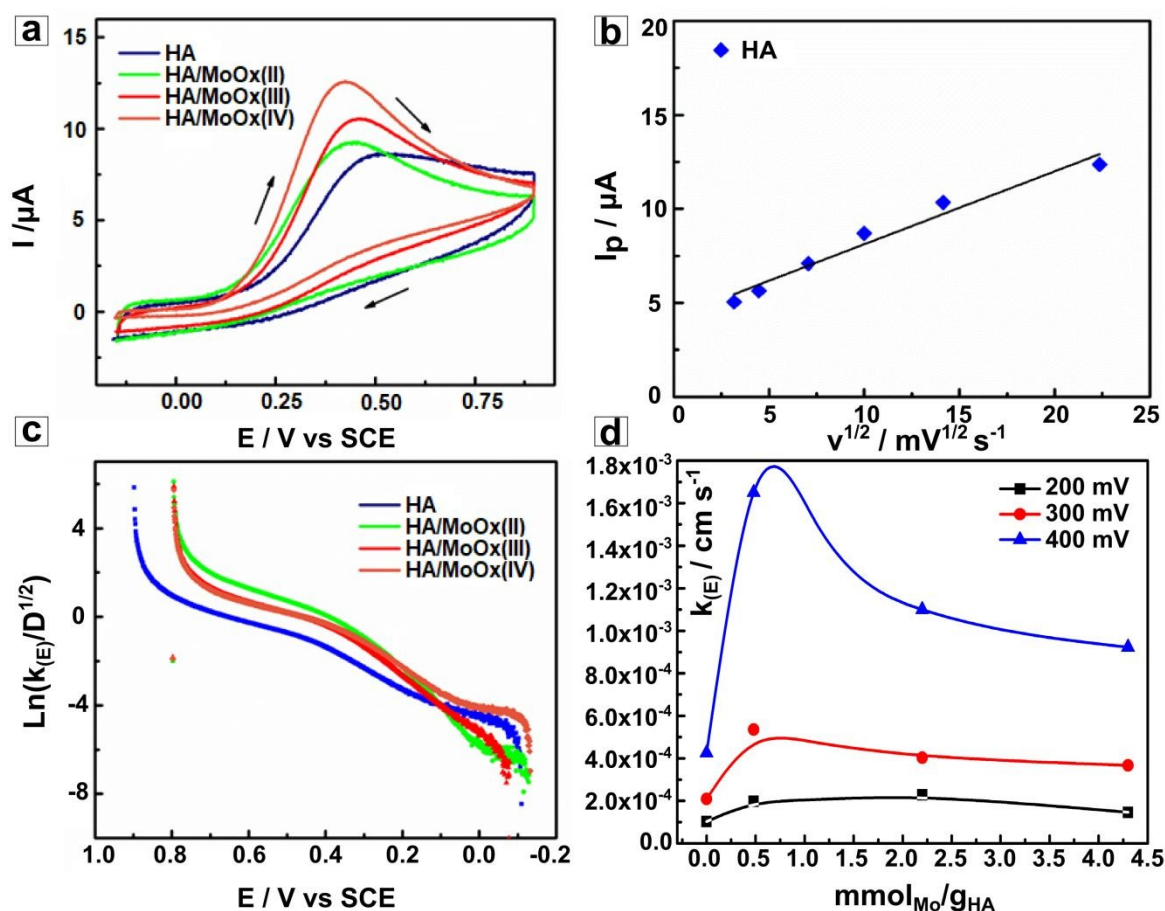 a
15
10
5
0
I /µA
HA
HA/MoOx(II)
HA/MoOx(III)
HA/MoOx(IV)
0.00 0.25 0.50 0.75
E / V vs SCE
b
20
15
10
5
0
Ip / µA
HA
0 5 10 15 20 25
v1/2 / mV1/2 s-1
c
4
0
-4
-8
Ln(k(E)/D1/2)
HA
HA/MoOx(II)
HA/MoOx(III)
HA/MoOx(IV)
1.0 0.8 0.6 0.4 0.2 0.0 -0.2
E / V vs SCE
d
1.8x10-3
1.6x10-3
1.4x10-3
1.2x10-3
1.0x10-3
8.0x10-4
6.0x10-4
4.0x10-4
2.0x10-4
0.0
k(E) / cm s-1
200 mV
300 mV
400 mV
0.0 0.5 1.0 1.5 2.0 2.5 3.0 3.5 4.0 4.5
mmolMo/gHA